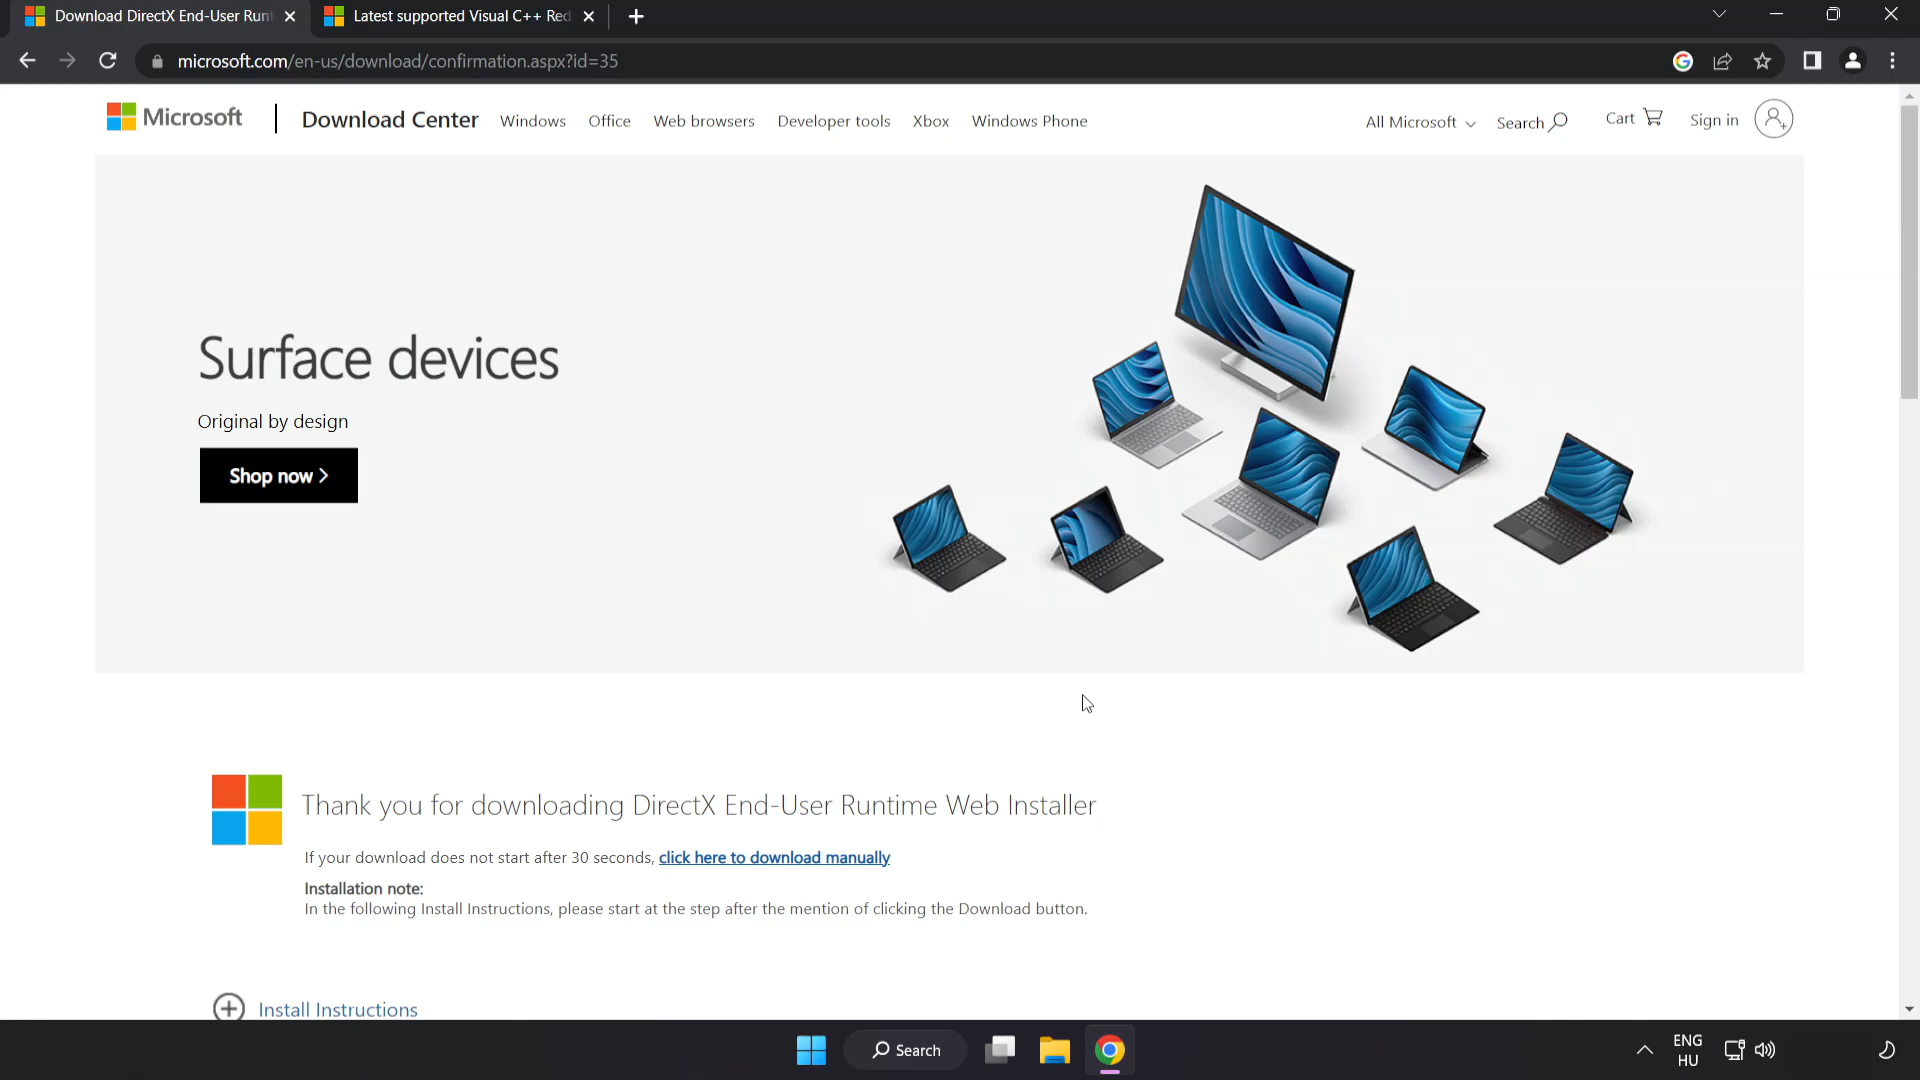 Download DirectX End-User Runt
Latest supported Visual C++ Red
microsoft.com/en-us/download/confirmation.aspx?id=35
Microsoft
Download Center
Windows
Office
Web browsers
Developer tools
Xbox
Windows Phone
All Microsoft
Search
Cart
Sign in
Surface devices
Original by design
Shop now >
Thank you for downloading DirectX End-User Runtime Web Installer
If your download does not start after 30 seconds, click here to download manually
Installation note:
In the following Install Instructions, please start at the step after the mention of clicking the Download button.
Install Instructions
Search
ENG
HU